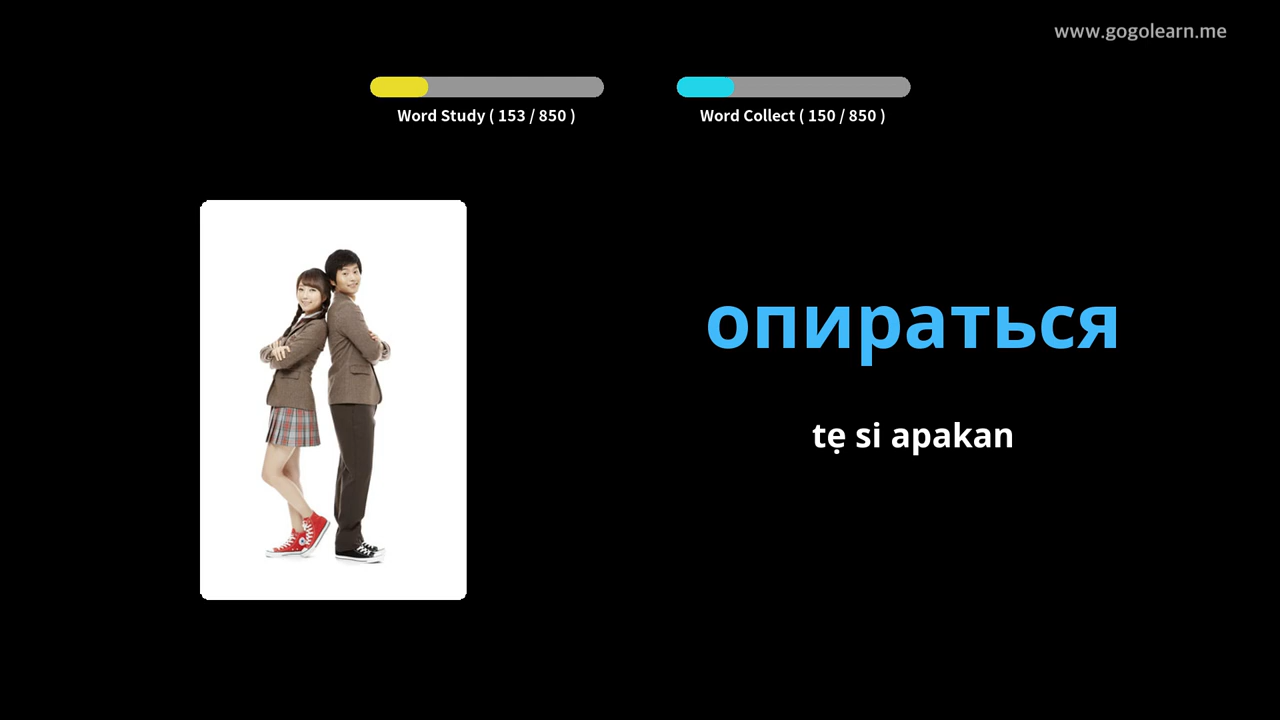 www.gogolearn.me
Word Study ( 153 / 850 )
Word Collect ( 150 / 850 )
опираться
tẹ si apakan